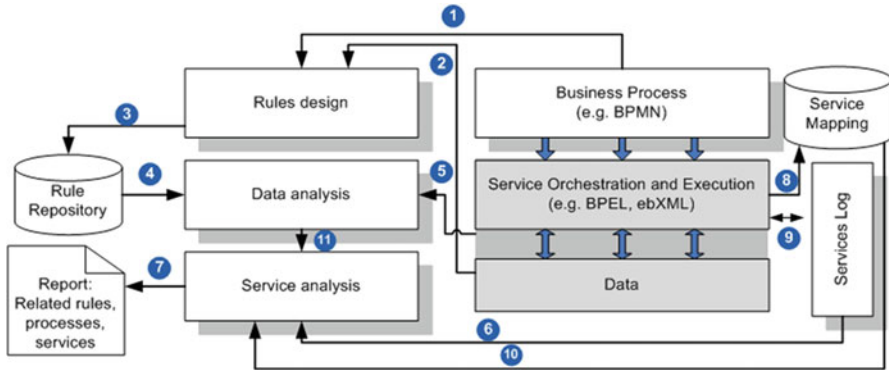 1
2
Rules design
Business Process
(e.g. BPMN)
Service
Mapping
3
Rule
Repository
4
Data analysis
5
Service Orchestration and Execution
(e.g. BPEL, ebXML)
8
9
Services Log
11
7
Report:
Related rules,
processes,
services
Service analysis
Data
6
10